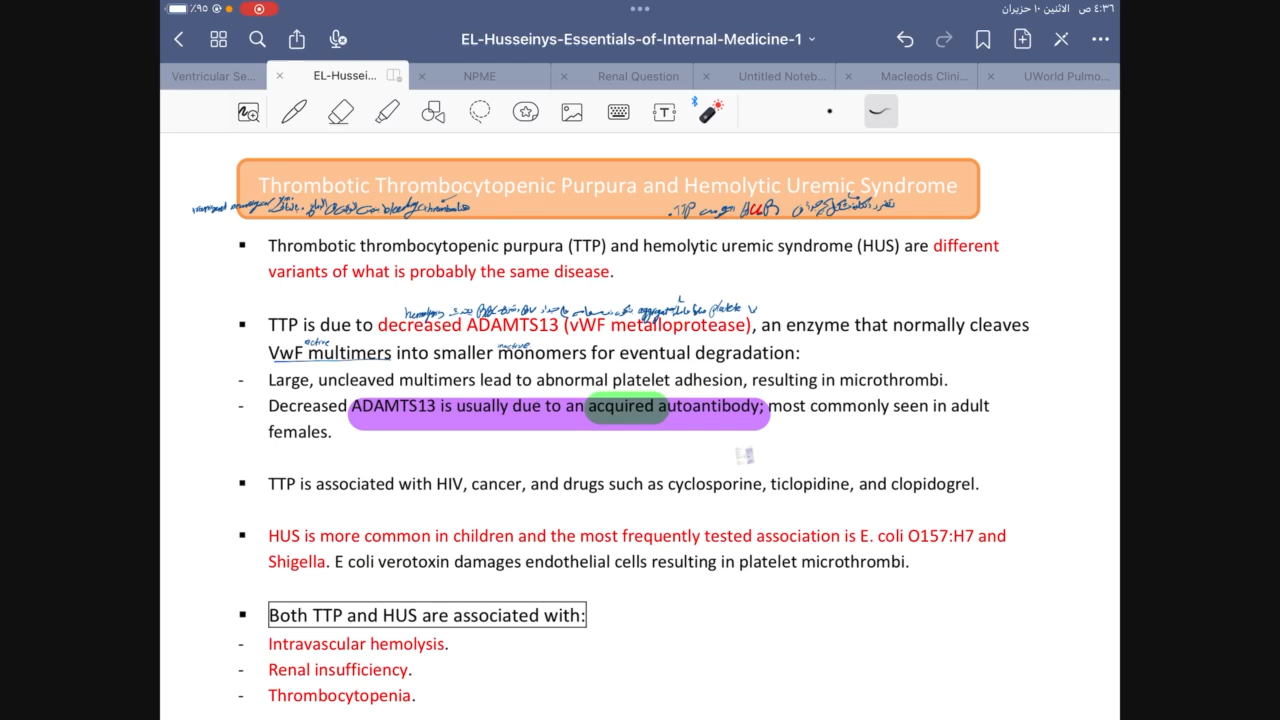 ٤:٣٦ ص الاثنين ١٠ حزيران
٪٩٥
EL-Husseinys-Essentials-of-Internal-Medicine-1
Ventricular Se...
EL-Hussei...
NPME
Renal Question
Untitled Noteb...
Macleods Clini...
UWorld Pulmo...
Thrombotic Thrombocytopenic Purpura and Hemolytic Uremic Syndrome
▪ Thrombotic thrombocytopenic purpura (TTP) and hemolytic uremic syndrome (HUS) are different
variants of what is probably the same disease.
▪ TTP is due to decreased ADAMTS13 (vWF metalloprotease), an enzyme that normally cleaves
active inactive
VwF multimers into smaller monomers for eventual degradation:
- Large, uncleaved multimers lead to abnormal platelet adhesion, resulting in microthrombi.
- Decreased ADAMTS13 is usually due to an acquired autoantibody; most commonly seen in adult
females.
▪ TTP is associated with HIV, cancer, and drugs such as cyclosporine, ticlopidine, and clopidogrel.
▪ HUS is more common in children and the most frequently tested association is E. coli O157:H7 and
Shigella. E coli verotoxin damages endothelial cells resulting in platelet microthrombi.
▪ Both TTP and HUS are associated with:
- Intravascular hemolysis.
- Renal insufficiency.
- Thrombocytopenia.